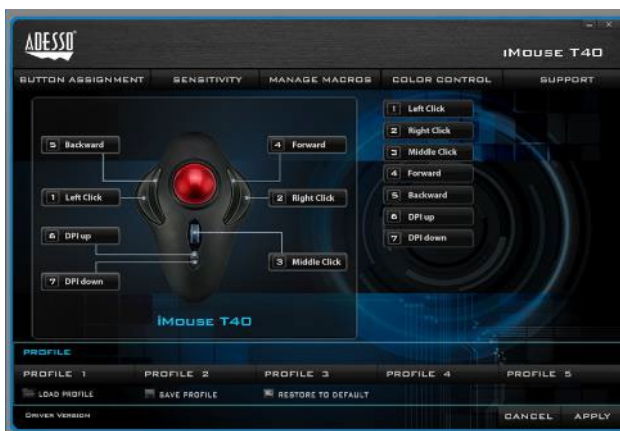 ADESSO
iMouse T40
BUTTON ASSIGNMENT SENSITIVITY MANAGE MACROS COLOR CONTROL SUPPORT
5 Backward
4 Forward
1 Left Click
2 Right Click
6 DPI up
3 Middle Click
7 DPI down
iMouse T40
1 Left Click
2 Right Click
3 Middle Click
4 Forward
5 Backward
6 DPI up
7 DPI down
PROFILE
PROFILE 1 PROFILE 2 PROFILE 3 PROFILE 4 PROFILE 5
LOAD PROFILE SAVE PROFILE RESTORE TO DEFAULT
DRIVER VERSION CANCEL APPLY